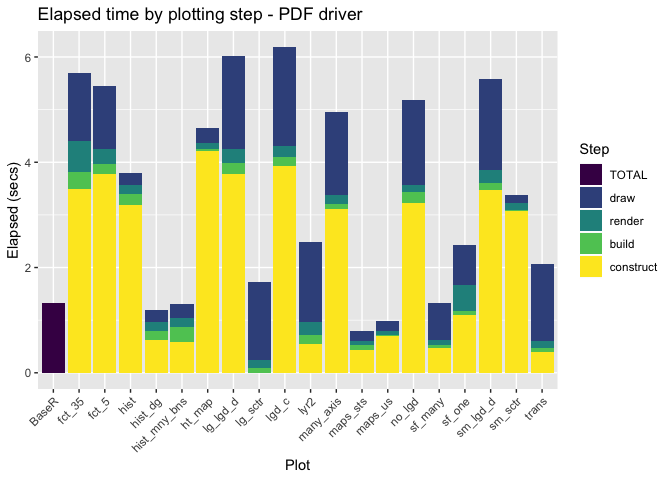 Elapsed time by plotting step - PDF driver
Elapsed (secs)
6
4
2
0
BaseR
fct_35
fct_5
hist
hist_dg
hist_mny_bns
ht_map
lg_lgd_d
lg_sctr
lgd_c
lyr2
many_axis
maps_sts
maps_us
no_lgd
sf_many
sf_one
sm_lgd_d
sm_sctr
trans
Plot
Step
TOTAL
draw
render
build
construct